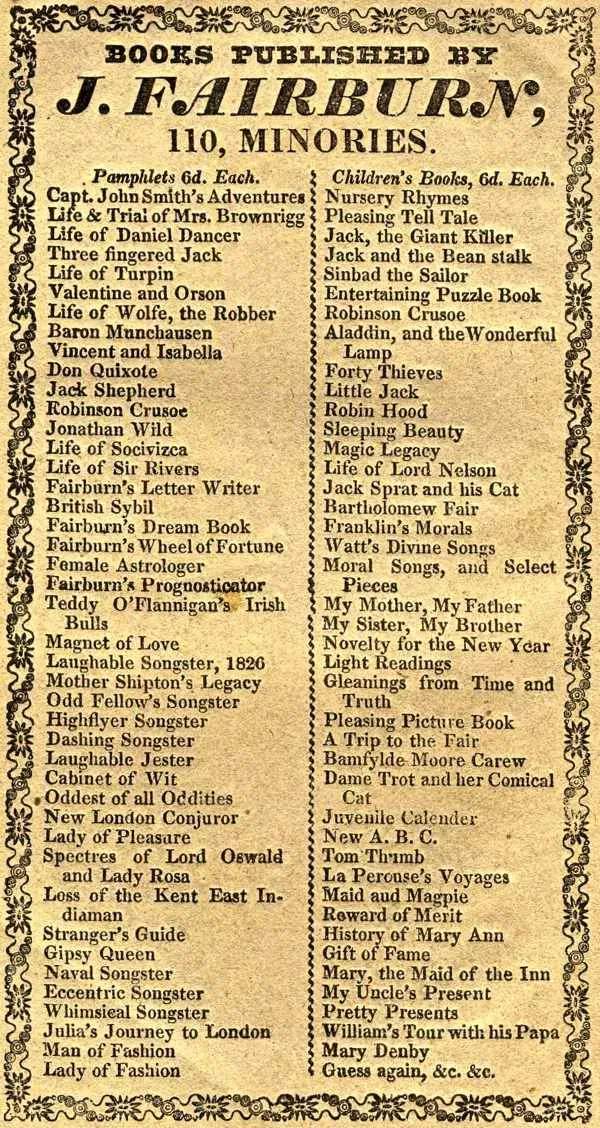 BOOKS PUBLISHED BY
J. FAIRBURN,
110, MINORIES.
Pamphlets 6d. Each.
Capt. John Smith's Adventures
Life & Trial of Mrs. Brownrigg
Life of Daniel Dancer
Three fingered Jack
Life of Turpin
Valentine and Orson
Life of Wolfe, the Robber
Baron Munchausen
Vincent and Isabella
Don Quixote
Jack Shepherd
Robinson Crusoe
Jonathan Wild
Life of Socivizca
Life of Sir Rivers
Fairburn's Letter Writer
British Sybil
Fairburn's Dream Book
Fairburn's Wheel of Fortune
Female Astrologer
Fairburn's Prognosticator
Teddy O'Flannigan's Irish
Bulls
Magnet of Love
Laughable Songster, 1826
Mother Shipton's Legacy
Odd Fellow's Songster
Highflyer Songster
Dashing Songster
Laughable Jester
Cabinet of Wit
Oddest of all Oddities
New London Conjuror
Lady of Pleasure
Spectres of Lord Oswald
and Lady Rosa
Loss of the Kent East In-
diaman
Stranger's Guide
Gipsy Queen
Naval Songster
Eccentric Songster
Whimsieal Songster
Julia's Journey to London
Man of Fashion
Lady of Fashion
Children's Books, 6d. Each.
Nursery Rhymes
Pleasing Tell Tale
Jack, the Giant Killer
Jack and the Bean stalk
Sinbad the Sailor
Entertaining Puzzle Book
Robinson Crusoe
Aladdin, and the Wonderful
Lamp
Forty Thieves
Little Jack
Robin Hood
Sleeping Beauty
Magic Legacy
Life of Lord Nelson
Jack Sprat and his Cat
Bartholomew Fair
Franklin's Morals
Watt's Divine Songs
Moral Songs, and Select
Pieces
My Mother, My Father
My Sister, My Brother
Novelty for the New Year
Light Readings
Gleanings from Time and
Truth
Pleasing Picture Book
A Trip to the Fair
Bamfylde Moore Carew
Dame Trot and her Comical
Cat
Juvenile Calender
New A. B. C.
Tom Thumb
La Perouse's Voyages
Maid aud Magpie
Reward of Merit
History of Mary Ann
Gift of Fame
Mary, the Maid of the Inn
My Uncle's Present
Pretty Presents
William's Tour with his Papa
Mary Denby
Guess again, &c. &c.